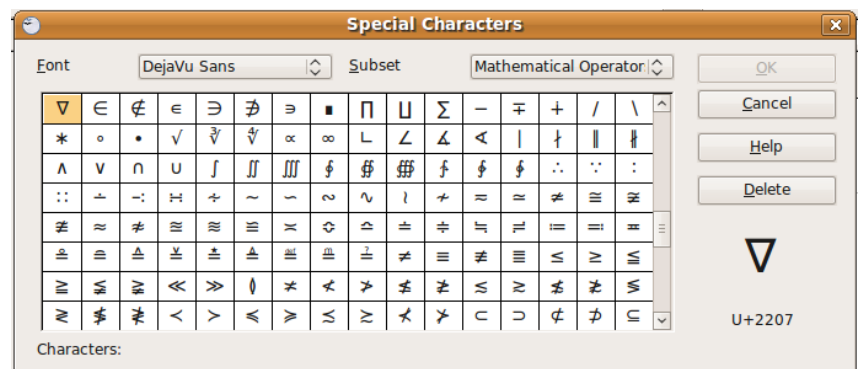 Special Characters
Font DejaVu Sans Subset Mathematical Operator OK
∇ ∈ ∉ ∊ ∋ ∌ ∍ ∎ ∏ ∐ ∑ − ∓ ∔ ∕ ∖ Cancel
∗ ∘ ∙ √ ∛ ∜ ∝ ∞ ∟ ∠ ∡ ∢ ∣ ∤ ∥ ∦ Help
∧ ∨ ∩ ∪ ∫ ∬ ∭ ∮ ∯ ∰ ∱ ∲ ∳ ∴ ∵ ∶
∷ ∸ ∹ ∺ ∻ ∼ ∽ ∾ ∿ ≀ ≁ ≂ ≃ ≄ ≅ ≆ Delete
≇ ≈ ≉ ≊ ≋ ≌ ≍ ≎ ≏ ≐ ≑ ≒ ≓ ≔ ≕ ≖
≗ ≘ ≙ ≚ ≛ ≜ ≝ ≞ ≟ ≠ ≡ ≢ ≣ ≤ ≥ ≦ ∇
≧ ≨ ≩ ≪ ≫ ≬ ≭ ≮ ≯ ≰ ≱ ≲ ≳ ≴ ≵ ≶
≷ ≸ ≹ ≺ ≻ ≼ ≽ ≾ ≿ ⊀ ⊁ ⊂ ⊃ ⊄ ⊅ ⊆ U+2207
Characters: